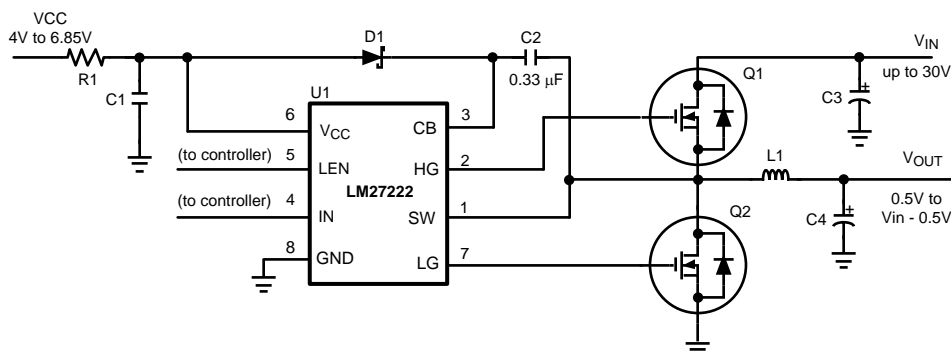 VCC
4V to 6.85V
R1
C1
D1
C2
0.33 μF
U1
6
VCC
5
LEN
(to controller)
4
IN
(to controller)
8
GND
LM27222
CB
3
HG
2
SW
1
LG
7
Q1
Q2
VIN
up to 30V
C3
+
L1
VOUT
0.5V to
Vin - 0.5V
C4
+